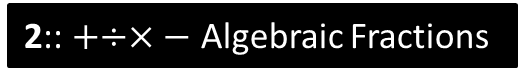 2:: +÷× − Algebraic Fractions